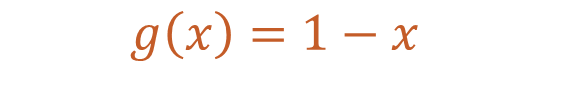 g(x) = 1 − x